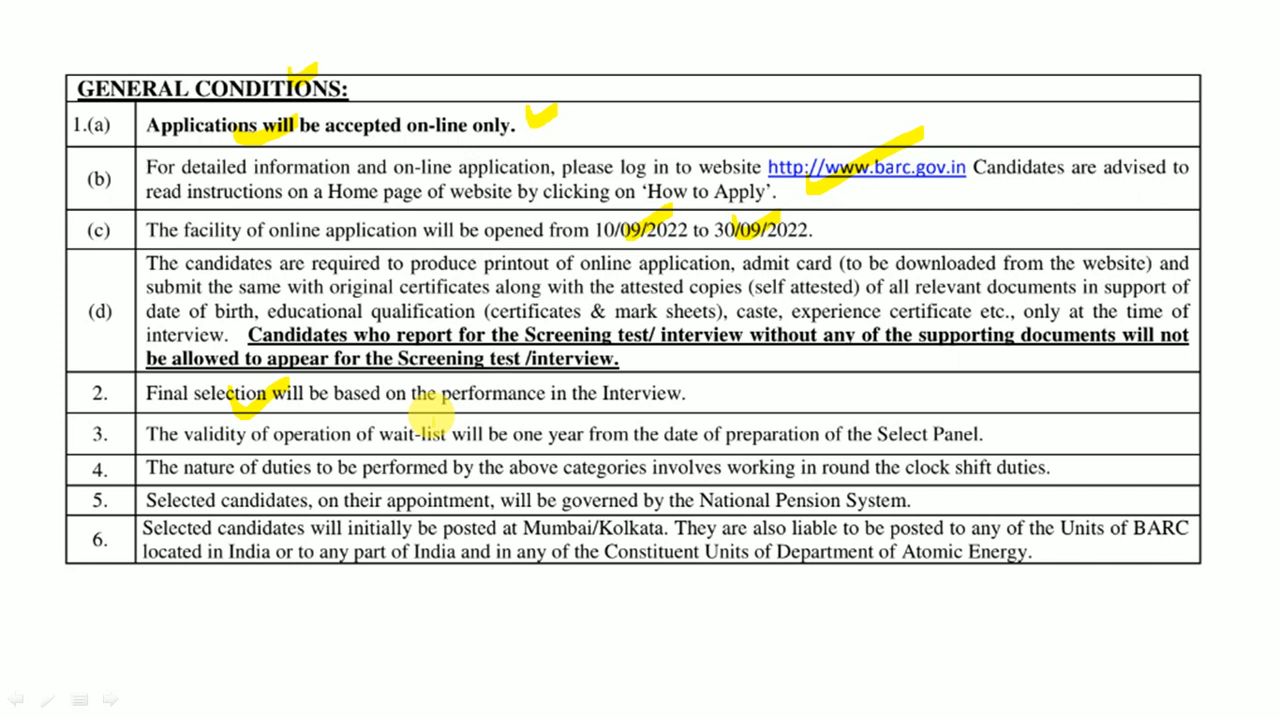 GENERAL CONDITIONS:
1.(a) Applications will be accepted on-line only.
(b) For detailed information and on-line application, please log in to website http://www.barc.gov.in Candidates are advised to
read instructions on a Home page of website by clicking on ‘How to Apply’.
(c) The facility of online application will be opened from 10/09/2022 to 30/09/2022.
(d) The candidates are required to produce printout of online application, admit card (to be downloaded from the website) and
submit the same with original certificates along with the attested copies (self attested) of all relevant documents in support of
date of birth, educational qualification (certificates & mark sheets), caste, experience certificate etc., only at the time of
interview. Candidates who report for the Screening test/ interview without any of the supporting documents will not
be allowed to appear for the Screening test /interview.
2. Final selection will be based on the performance in the Interview.
3. The validity of operation of wait-list will be one year from the date of preparation of the Select Panel.
4. The nature of duties to be performed by the above categories involves working in round the clock shift duties.
5. Selected candidates, on their appointment, will be governed by the National Pension System.
6. Selected candidates will initially be posted at Mumbai/Kolkata. They are also liable to be posted to any of the Units of BARC
located in India or to any part of India and in any of the Constituent Units of Department of Atomic Energy.